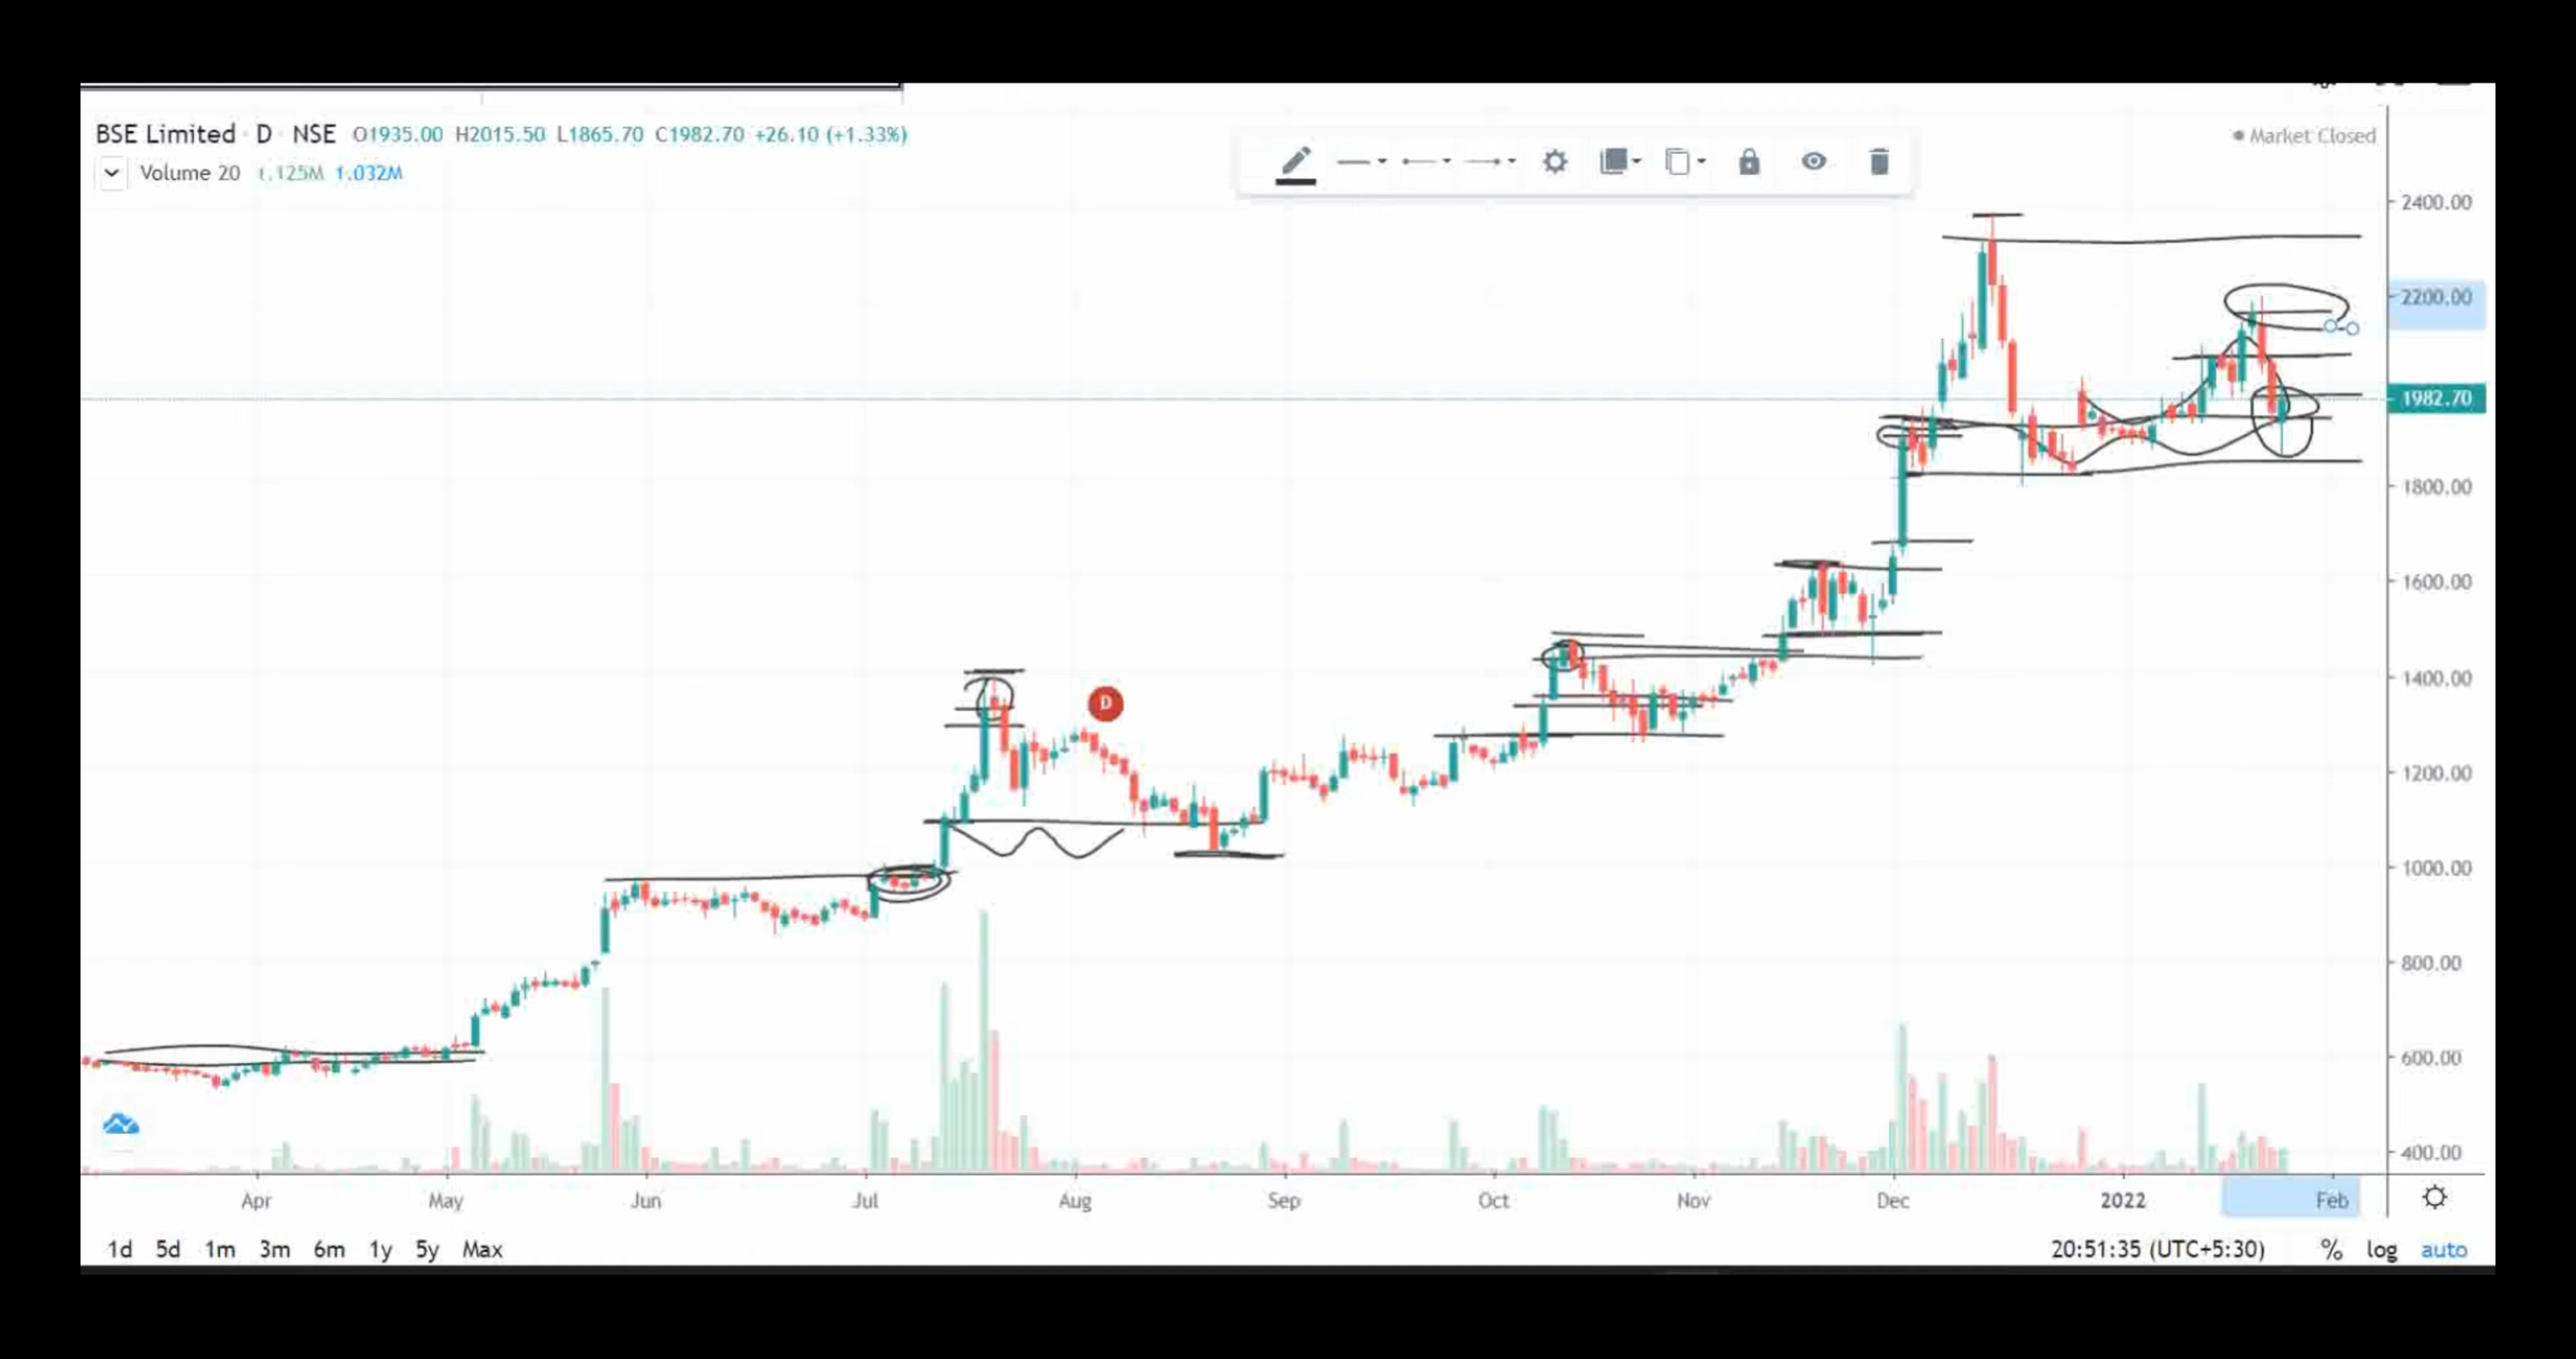 BSE Limited · D · NSE O1935.00 H2015.50 L1865.70 C1982.70 +26.10 (+1.33%)
Market Closed
Volume 20 1.125M 1.032M
2400.00
2200.00
1982.70
1800.00
1600.00
1400.00
D
1200.00
1000.00
800.00
600.00
400.00
Apr May Jun Jul Aug Sep Oct Nov Dec 2022 Feb
1d 5d 1m 3m 6m 1y 5y Max 20:51:35 (UTC+5:30) % log auto